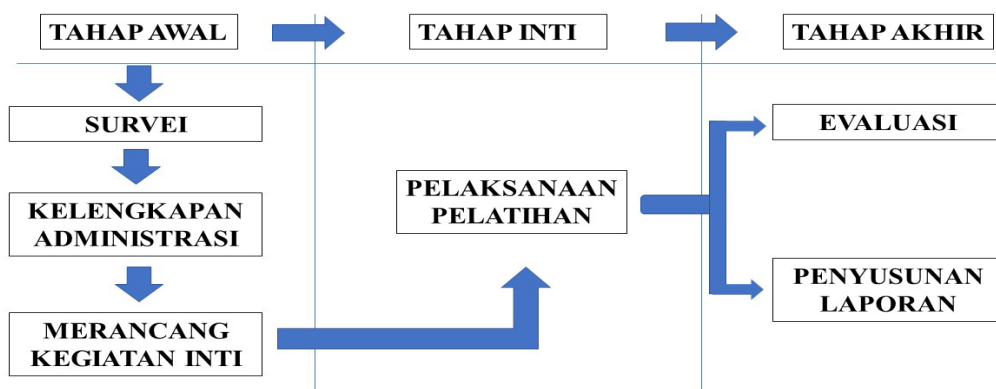 TAHAP AWAL
TAHAP INTI
TAHAP AKHIR
SURVEI
KELENGKAPAN
ADMINISTRASI
MERANCANG
KEGIATAN INTI
PELAKSANAAN
PELATIHAN
EVALUASI
PENYUSUNAN
LAPORAN